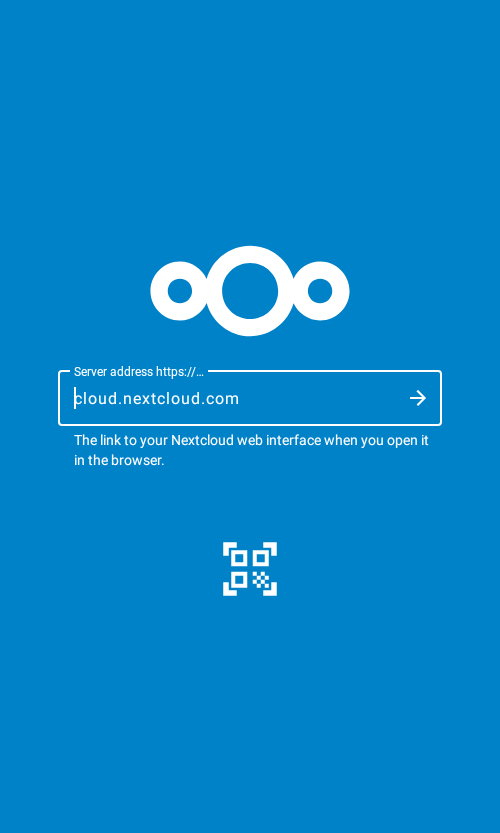 Server address https://…
cloud.nextcloud.com
The link to your Nextcloud web interface when you open it
in the browser.